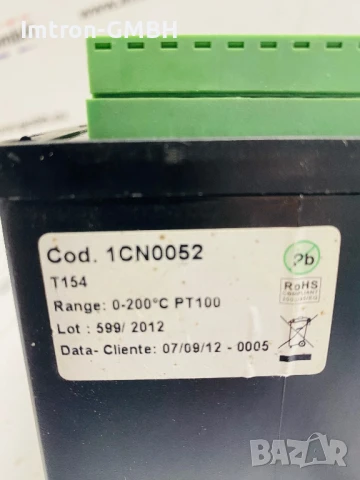 Imtron-GMBH
Cod. 1CN0052
T154
Range: 0-200°C PT100
Lot : 599/ 2012
Data- Cliente: 07/09/12 - 0005
Pb
RoHS
BAZAR